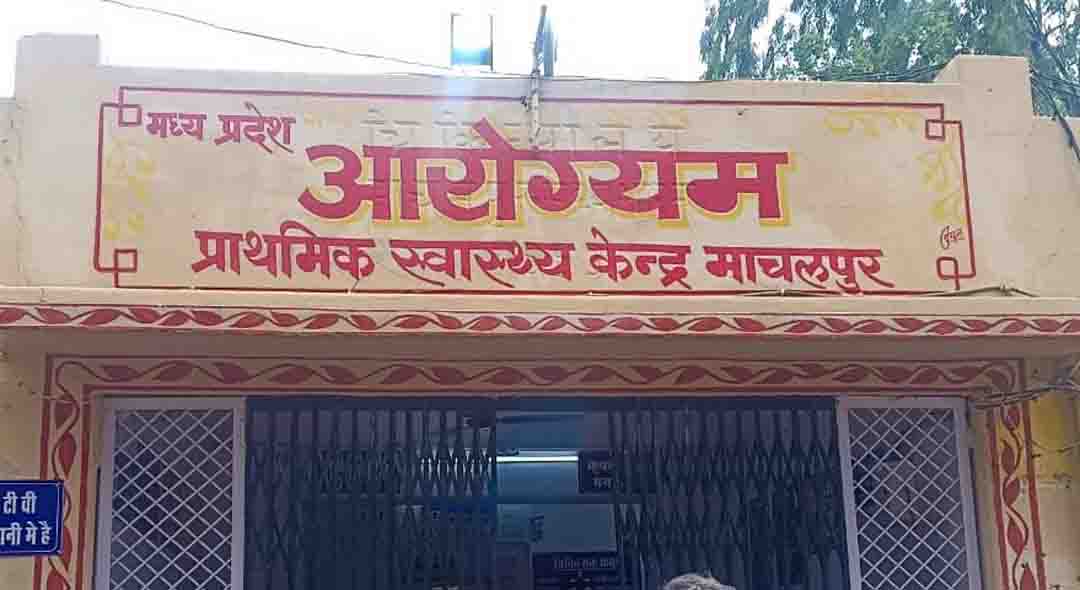 मध्य प्रदेश
आरोग्यम
प्राथमिक स्वास्थ्य केन्द्र माचलपुर
टी वी
नी मे है